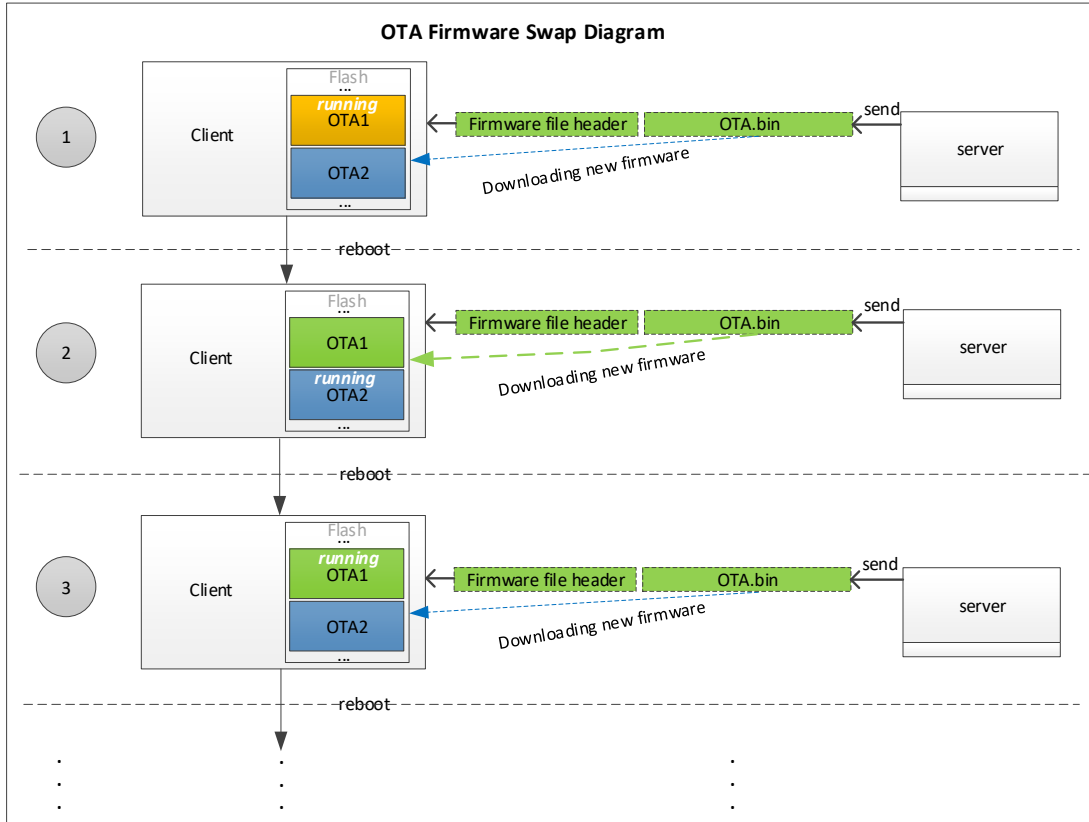 OTA Firmware Swap Diagram
Flash
...
running
1
Client
OTA1
Firmware file header
OTA.bin
send
server
OTA2
Downloading new firmware
...
reboot
Flash
...
2
Client
OTA1
Firmware file header
OTA.bin
send
server
running
OTA2
Downloading new firmware
...
reboot
Flash
...
running
3
Client
OTA1
Firmware file header
OTA.bin
send
server
OTA2
Downloading new firmware
...
reboot